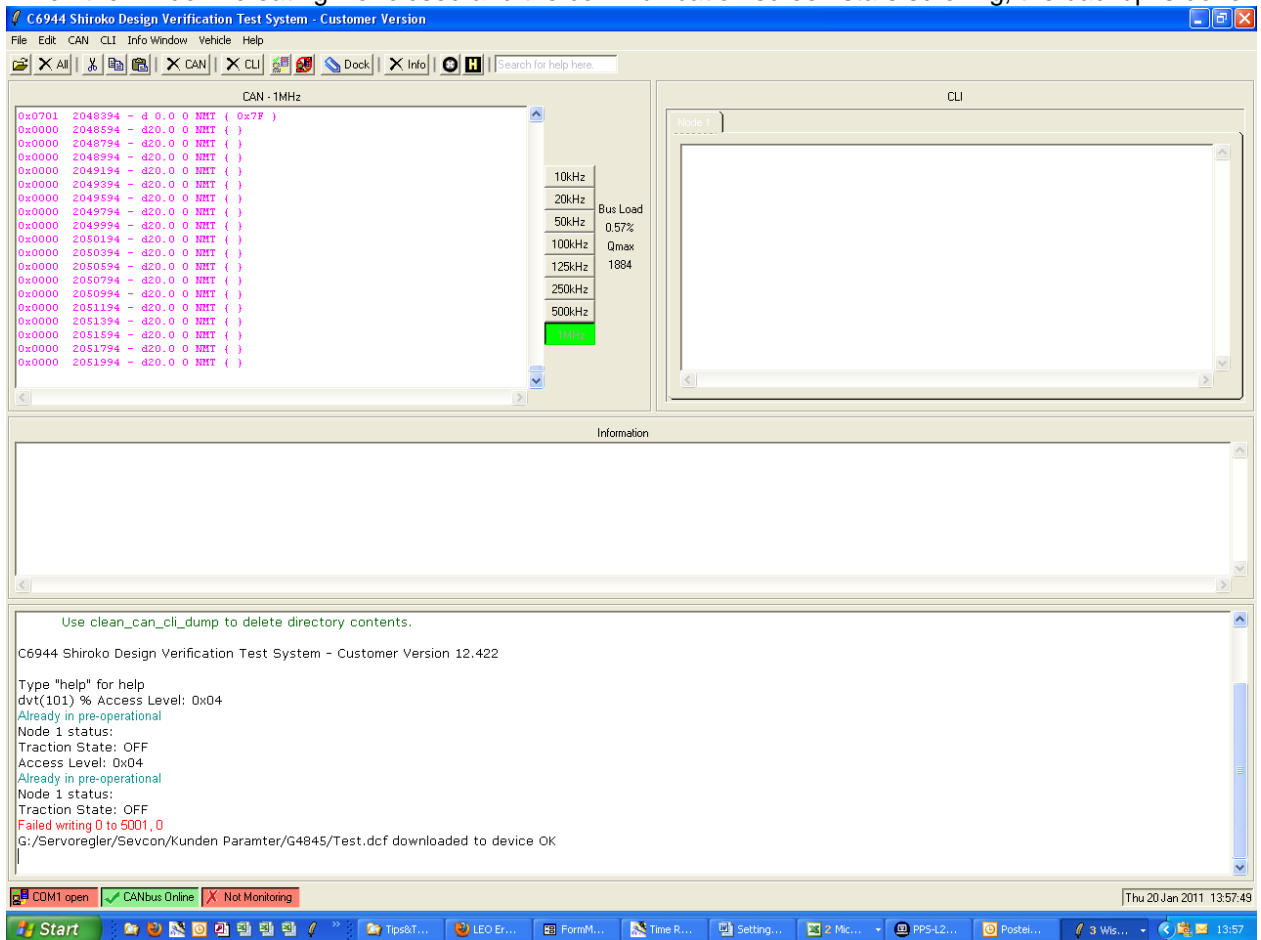 C6944 Shiroko Design Verification Test System - Customer Version
File Edit CAN CLI Info Window Vehicle Help
All CAN CLI Dock Info H Search for help here.
CAN - 1MHz
0x0701 2048394 - d 0.0 0 NMT { 0x7F }
0x0000 2048594 - d20.0 0 NMT { }
0x0000 2048794 - d20.0 0 NMT { }
0x0000 2048994 - d20.0 0 NMT { }
0x0000 2049194 - d20.0 0 NMT { }
0x0000 2049394 - d20.0 0 NMT { }
0x0000 2049594 - d20.0 0 NMT { }
0x0000 2049794 - d20.0 0 NMT { }
0x0000 2049994 - d20.0 0 NMT { }
0x0000 2050194 - d20.0 0 NMT { }
0x0000 2050394 - d20.0 0 NMT { }
0x0000 2050594 - d20.0 0 NMT { }
0x0000 2050794 - d20.0 0 NMT { }
0x0000 2050994 - d20.0 0 NMT { }
0x0000 2051194 - d20.0 0 NMT { }
0x0000 2051394 - d20.0 0 NMT { }
0x0000 2051594 - d20.0 0 NMT { }
0x0000 2051794 - d20.0 0 NMT { }
0x0000 2051994 - d20.0 0 NMT { }
10kHz
20kHz
50kHz
100kHz
125kHz
250kHz
500kHz
1MHz
Bus Load
0.57%
Qmax
1884
CLI
Node 1
Information
Use clean_can_cli_dump to delete directory contents.
C6944 Shiroko Design Verification Test System - Customer Version 12.422
Type "help" for help
dvt(101) % Access Level: 0x04
Already in pre-operational
Node 1 status:
Traction State: OFF
Access Level: 0x04
Already in pre-operational
Node 1 status:
Traction State: OFF
Failed writing 0 to 5001, 0
G:/Servoregler/Sevcon/Kunden Paramter/G4845/Test.dcf downloaded to device OK
COM1 open CANbus Online Not Monitoring Thu 20 Jan 2011 13:57:49
Start Tips&T... LEO Er... FormM... Time R... Setting... 2 Mic... PPS-L2... Postei... 3 Wis... 13:57